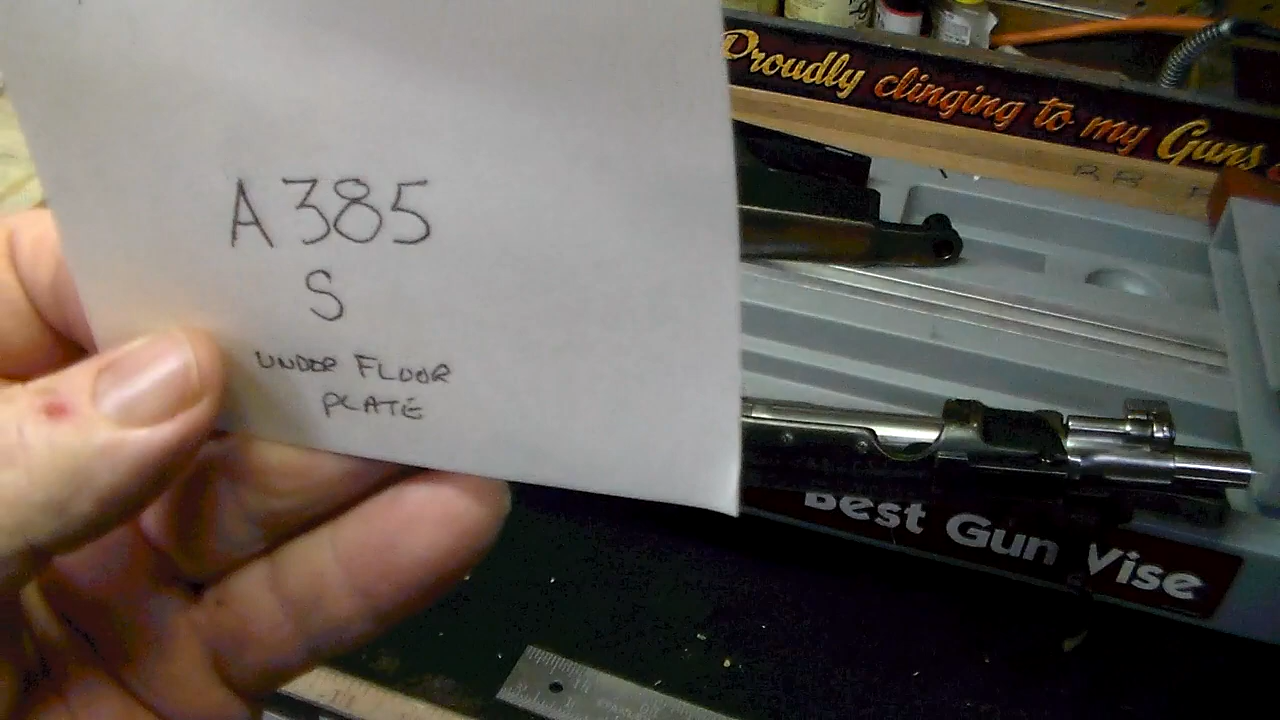 A385
S
UNDER FLOOR
PLATE
Proudly clinging to my Guns
Best Gun Vise